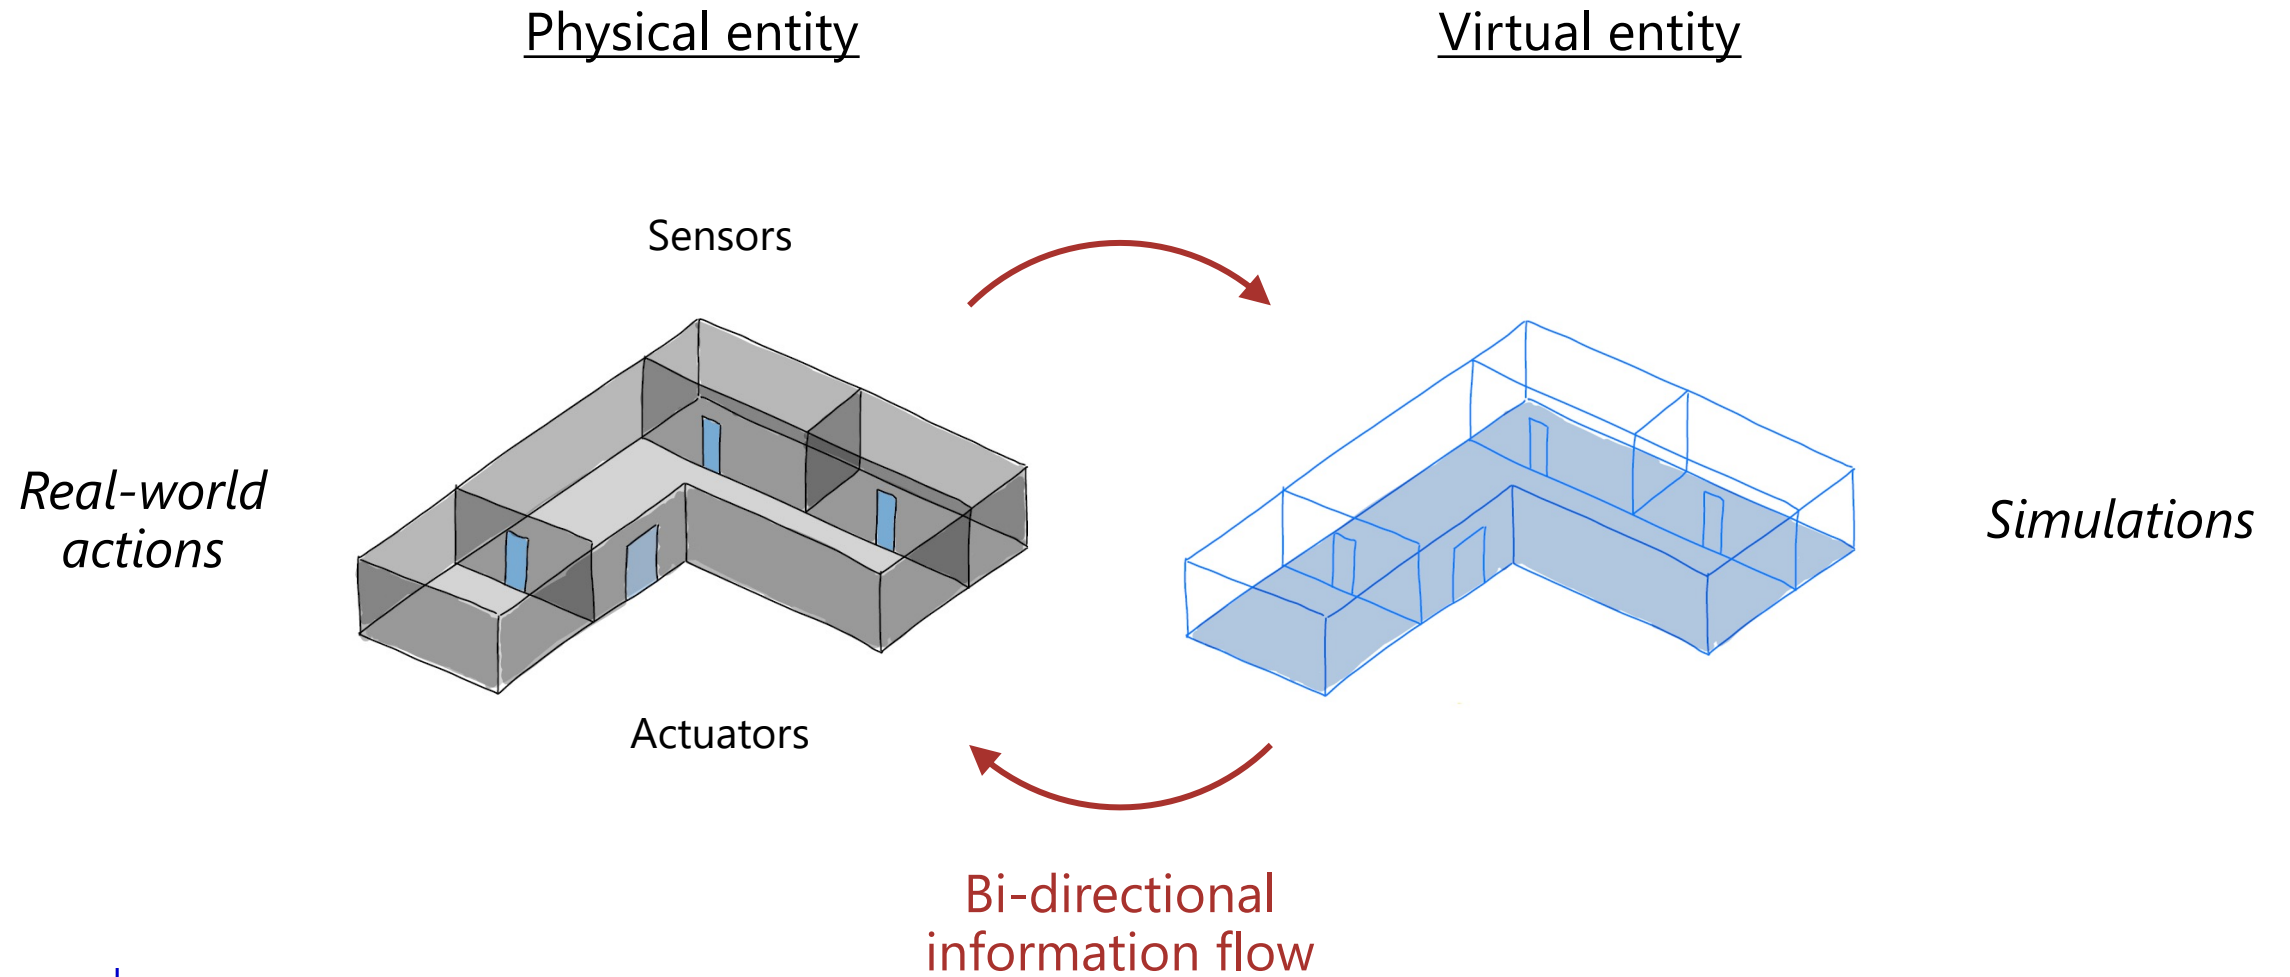 Physical entity
Virtual entity
Sensors
Real-world
actions
Simulations
Actuators
Bi-directional
information flow